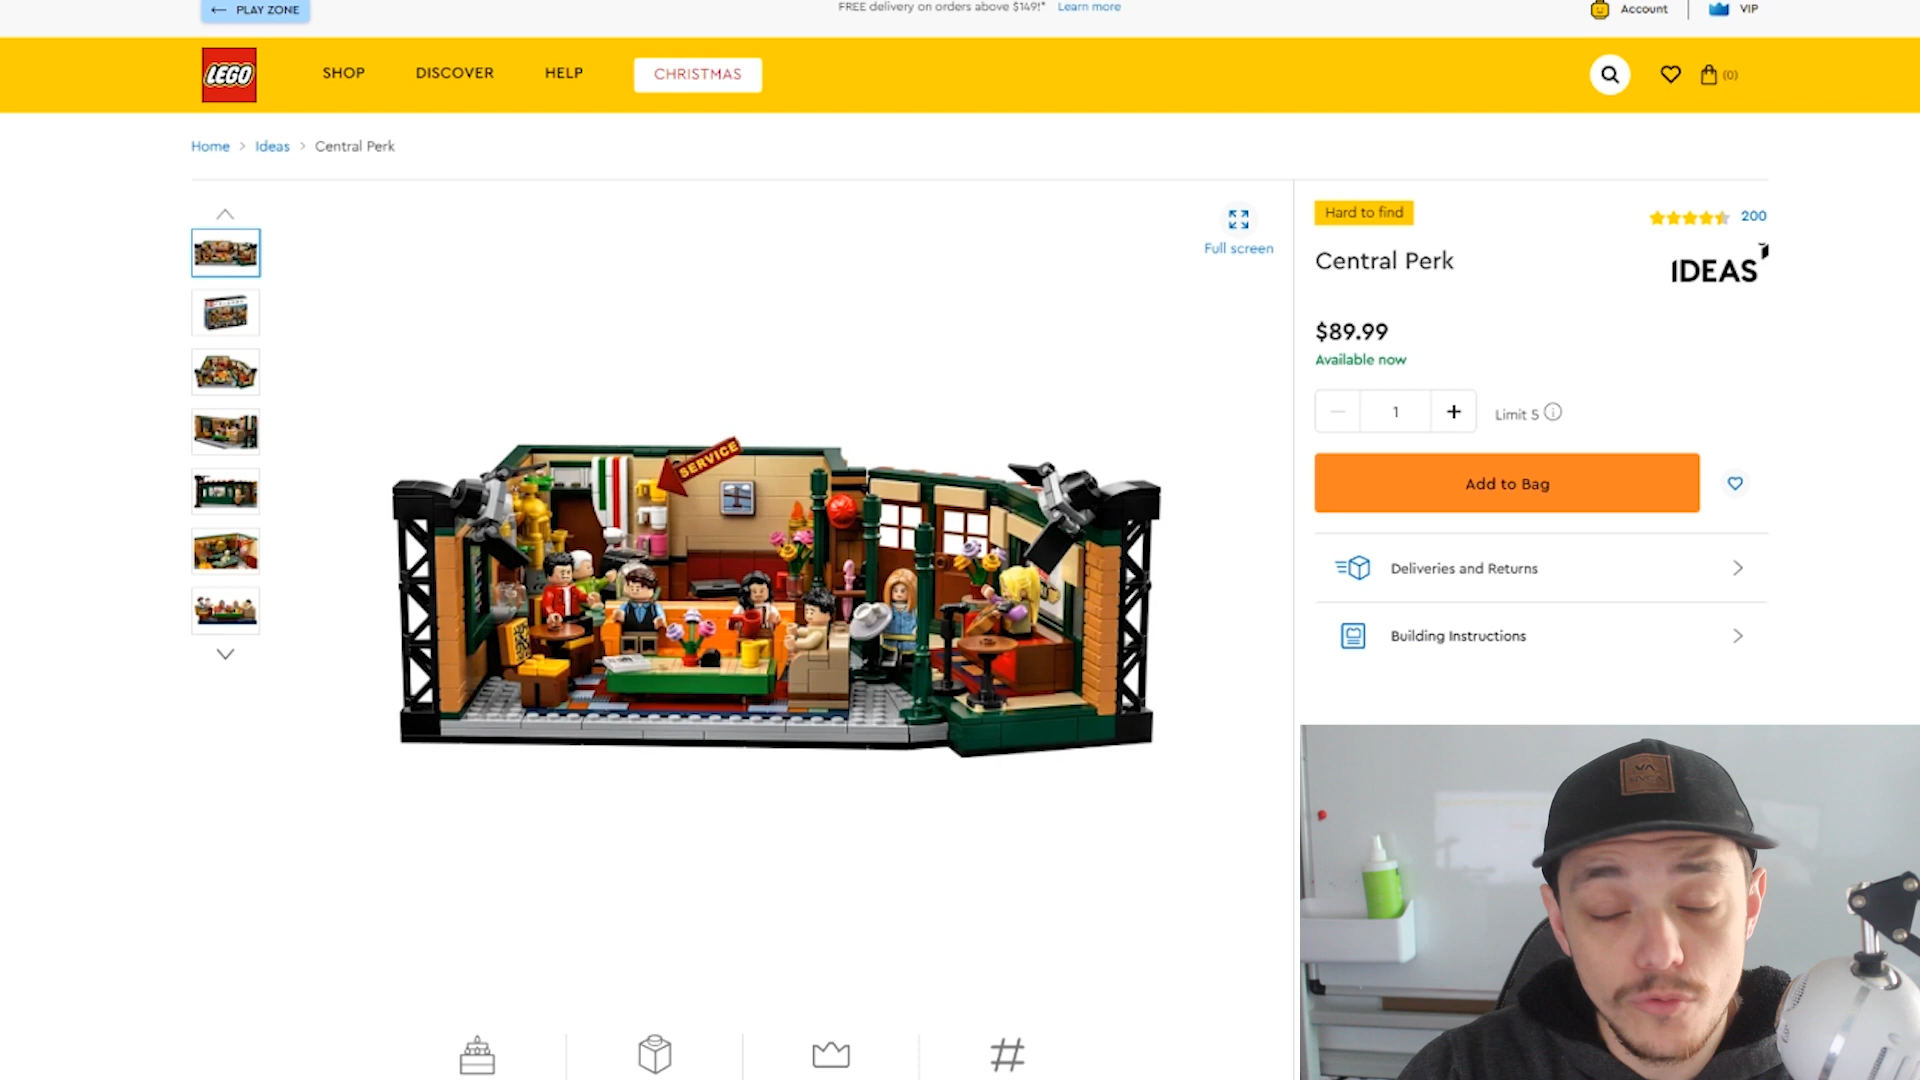 ← PLAY ZONE
FREE delivery on orders above $149!* Learn more
Account
VIP
LEGO
SHOP
DISCOVER
HELP
CHRISTMAS
(0)
Home > Ideas > Central Perk
Full screen
Hard to find
200
Central Perk
IDEAS
$89.99
Available now
1
Limit 5
Add to Bag
Deliveries and Returns
Building Instructions
SERVICE
RVCA